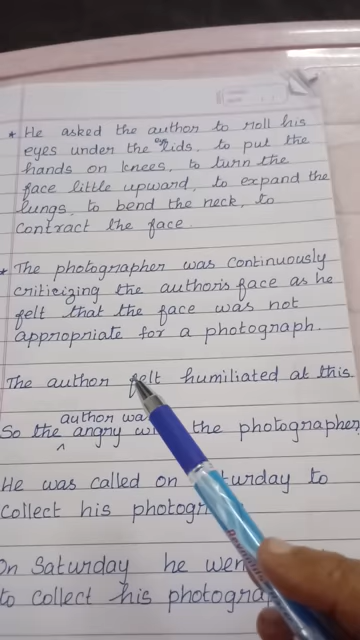 * He asked the author to roll his
eyes under the lids, to put the
hands on knees, to turn the
face little upward, to expand the
lungs, to bend the neck, to
contract the face.
* The photographer was continuously
criticizing the author's face as he
felt that the face was not
appropriate for a photograph.
The author felt humiliated at this.
author was
So the angry with the photographer
He was called on Saturday to
collect his photogr
On Saturday he wen
to collect his photogra